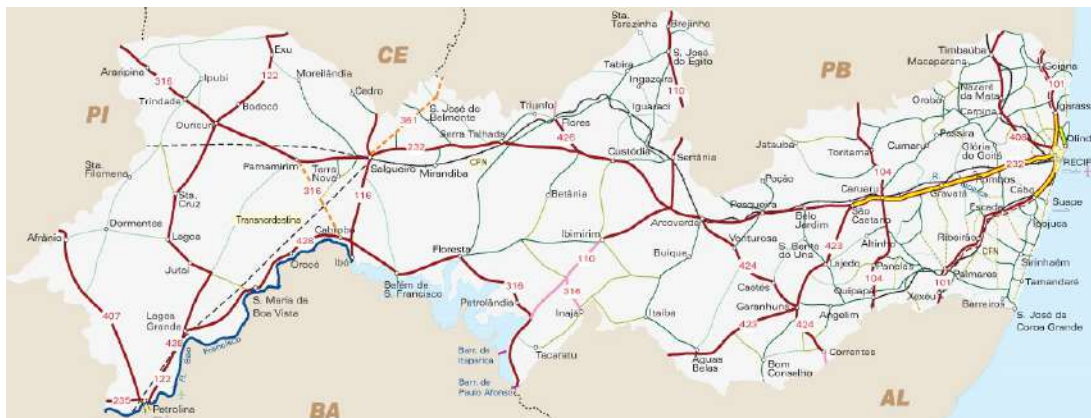 Sta.
Terezinha
Brejinho
Exu
CE
S. José
do Egito
Timbaúba
Macaparana
Goiana
Araripina
Ipubi
Moreilândia
Tabira
Ingazeira
PB
Nazaré
da Mata
101
316
122
110
Trindade
Bodocó
Cedro
S. José do
Belmonte
Triunfo
Iguaraci
Orobó
Carpina
Igarass
PI
Ouricuri
361
Serra Talhada
Flores
426
408
Olind
232
Custódia
Sertânia
Jataúba
Toritama
Passira
Cumaru
Glória
do Goitá
232
RECIF
Parnamirim
Salgueiro
Mirandiba
CFN
Sta.
Filomena
Terra
Nova
316
116
Betânia
Poção
104
Caruaru
Pombos
Cabo
Gravatá
Sta.
Cruz
Pesqueira
Escada
Suape
Dormentes
Transnordestina
Belo
Jardim
São
Caetano
Ipojuca
Afrânio
Lagoa
Cabrobó
Ibimirim
Arcoverde
Venturosa
423
Altinho
Ribeirão
428
Ibó
Floresta
S. Bento
do Una
CFN
Jutaí
Orocó
110
Buíque
Lajedo
Panelas
Sirinhaém
424
Palmares
Belém de
S. Francisco
316
316
Caetés
Quipapá
104
101
Tamandaré
S. Maria da
Boa Vista
Petrolândia
Inajá
Itaíba
Garanhuns
Xexéu
Barreiros
407
Lagoa
Grande
Angelim
S. José da
Coroa Grande
428
São
Francisco
423
424
Barr. de
Itaparica
Tacaratu
Correntes
Águas
Belas
Bom
Conselho
122
Barr. de
Paulo Afonso
235
Petrolina
BA
AL